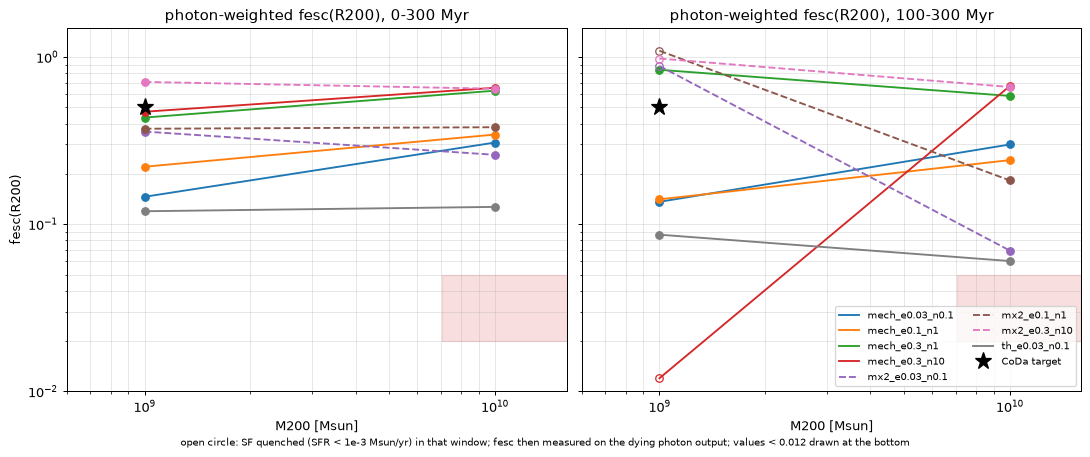 photon-weighted fesc(R200), 0-300 Myr
photon-weighted fesc(R200), 100-300 Myr
fesc(R200)
10⁰
10⁻¹
10⁻²
10⁹
10¹⁰
M200 [Msun]
10⁹
10¹⁰
M200 [Msun]
mech_e0.03_n0.1
mech_e0.1_n1
mech_e0.3_n1
mech_e0.3_n10
mx2_e0.03_n0.1
mx2_e0.1_n1
mx2_e0.3_n10
th_e0.03_n0.1
CoDa target
open circle: SF quenched (SFR < 1e-3 Msun/yr) in that window; fesc then measured on the dying photon output; values < 0.012 drawn at the bottom